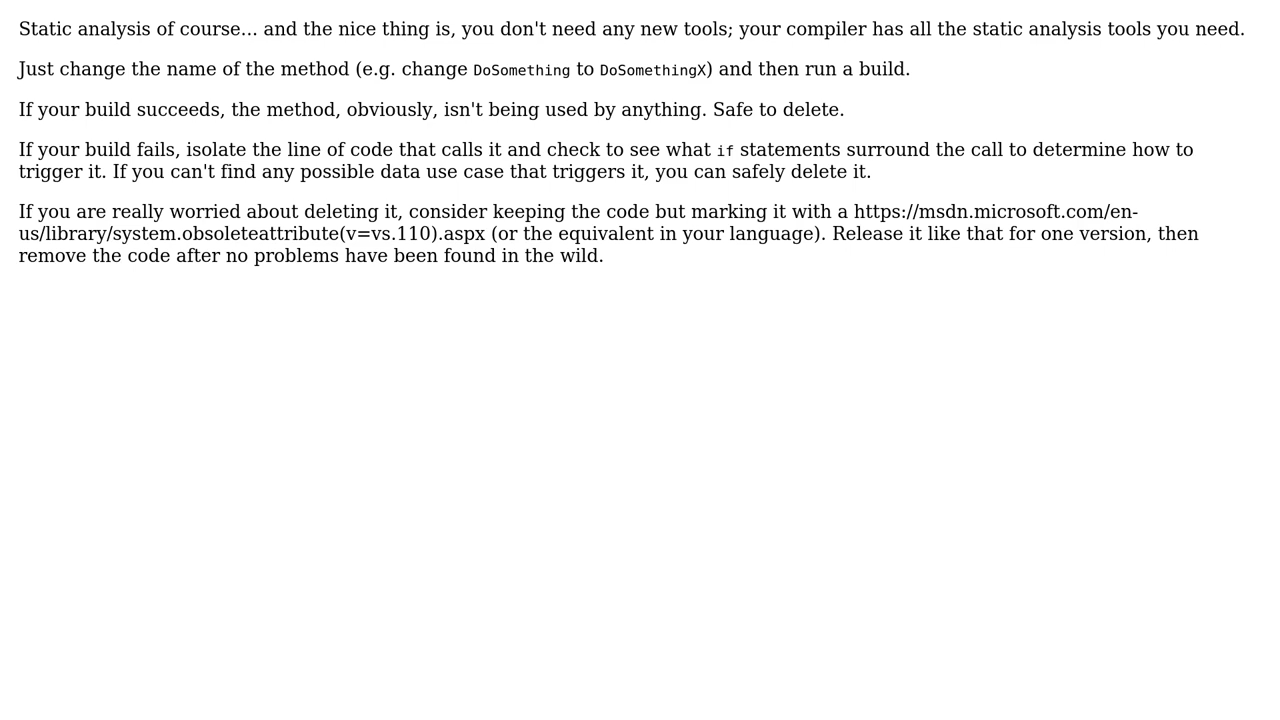 Static analysis of course... and the nice thing is, you don't need any new tools; your compiler has all the static analysis tools you need.
Just change the name of the method (e.g. change DoSomething to DoSomethingX) and then run a build.
If your build succeeds, the method, obviously, isn't being used by anything. Safe to delete.
If your build fails, isolate the line of code that calls it and check to see what if statements surround the call to determine how to
trigger it. If you can't find any possible data use case that triggers it, you can safely delete it.
If you are really worried about deleting it, consider keeping the code but marking it with a https://msdn.microsoft.com/en-
us/library/system.obsoleteattribute(v=vs.110).aspx (or the equivalent in your language). Release it like that for one version, then
remove the code after no problems have been found in the wild.